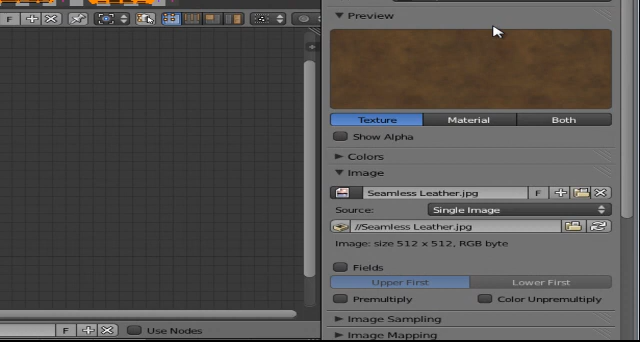 F
Preview
Texture Material Both
Show Alpha
Colors
Image
Seamless Leather.jpg F
Source: Single Image
//Seamless Leather.jpg
Image: size 512 x 512, RGB byte
Fields
Upper First Lower First
Premultiply Color Unpremultiply
Image Sampling
F Use Nodes
Image Mapping